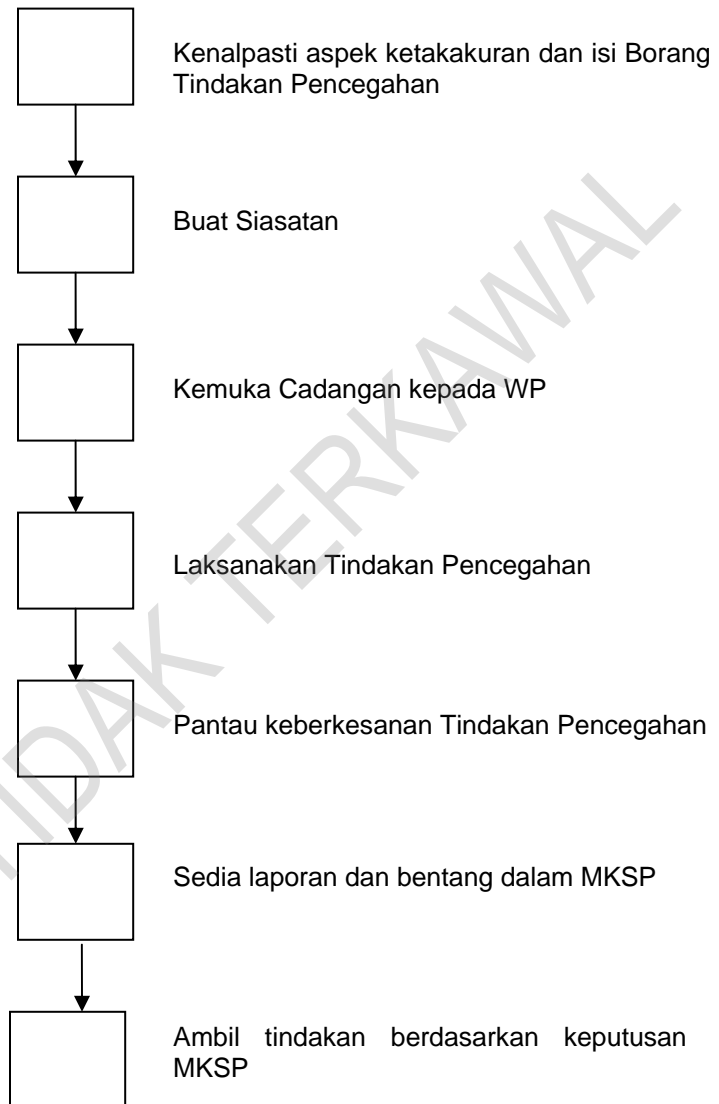 Kenalpasti aspek ketakakuran dan isi Borang
Tindakan Pencegahan
Buat Siasatan
Kemuka Cadangan kepada WP
Laksanakan Tindakan Pencegahan
Pantau keberkesanan Tindakan Pencegahan
Sedia laporan dan bentang dalam MKSP
Ambil tindakan berdasarkan keputusan
MKSP
TIDAK TERKAWAL